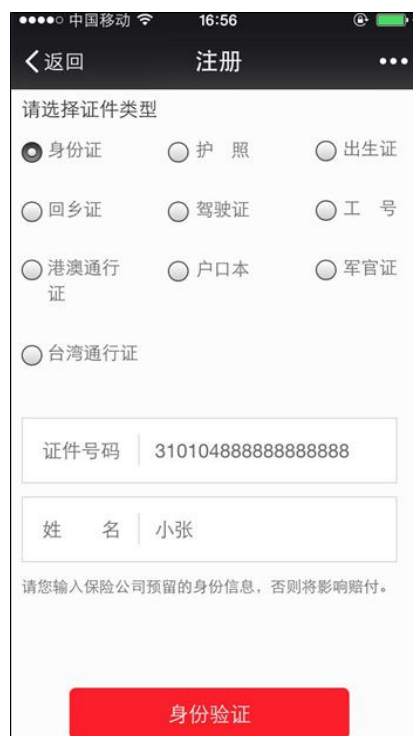 中国移动 16:56
返回 注册
请选择证件类型
身份证 护 照 出生证
回乡证 驾驶证 工 号
港澳通行证 户口本 军官证
台湾通行证
证件号码 310104888888888888
姓 名 小张
请您输入保险公司预留的身份信息，否则将影响赔付。
身份验证